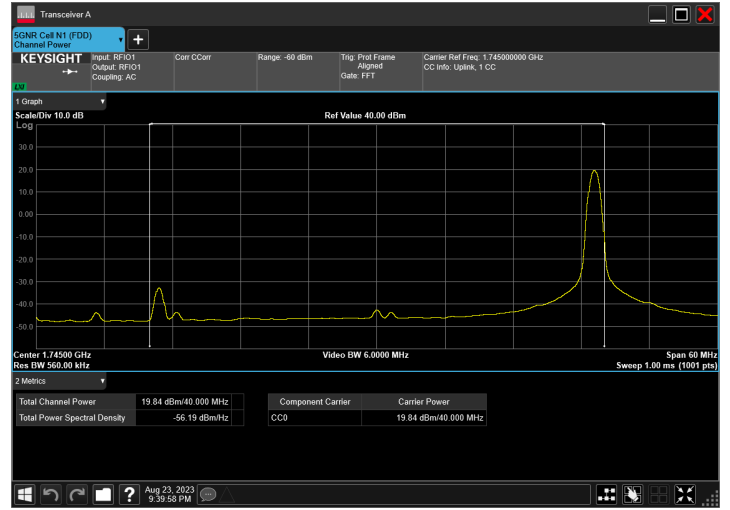 Transceiver A
5GNR Cell N1 (FDD)
Channel Power
KEYSIGHT
Input: RFIO1
Output: RFIO1
Coupling: AC
Corr CCorr
Range: -60 dBm
Trig: Prot Frame
Aligned
Gate: FFT
Carrier Ref Freq: 1.745000000 GHz
CC Info: Uplink, 1 CC
LXI
1 Graph
Scale/Div 10.0 dB
Ref Value 40.00 dBm
Log
30.0
20.0
10.0
0.00
-10.0
-20.0
-30.0
-40.0
-50.0
Center 1.74500 GHz
Video BW 6.0000 MHz
Span 60 MHz
Res BW 560.00 kHz
Sweep 1.00 ms (1001 pts)
2 Metrics
Total Channel Power 19.84 dBm/40.000 MHz
Total Power Spectral Density -56.19 dBm/Hz
Component Carrier Carrier Power
CC0 19.84 dBm/40.000 MHz
Aug 23, 2023
9:39:58 PM